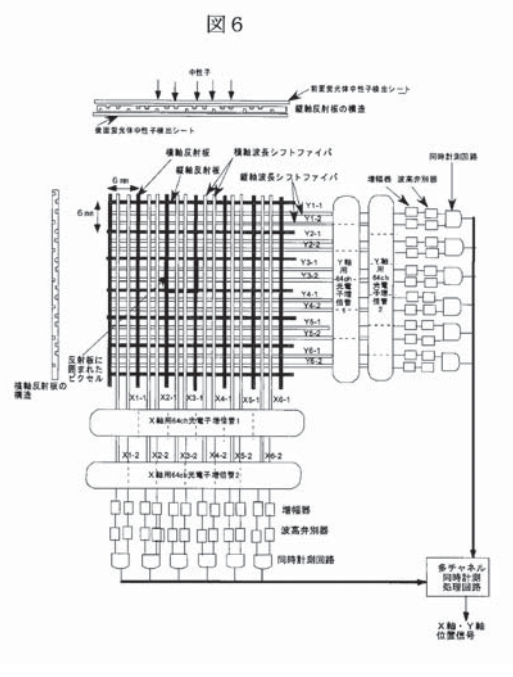 図６
中性子
前面蛍光体中性子検出シート
縦軸反射板の構造
後面蛍光体中性子検出シート
横軸反射板
横軸波長シフトファイバ
縦軸反射板
縦軸波長シフトファイバ
同時計測回路
増幅器 波高弁別器
6mm
6mm
Y1-1
Y1-2
Y2-1
Y2-2
Y3-1
Y3-2
Y4-1
Y4-2
Y5-1
Y5-2
Y6-1
Y6-2
Y軸用64ch光電子増倍管1
Y軸用64ch光電子増倍管2
反射板に
囲まれた
ピクセル
横軸反射板の
構造
X1-1 X2-1 X3-1 X4-1 X5-1 X6-1
X軸用64ch光電子増倍管1
X1-2 X2-2 X3-2 X4-2 X5-2 X6-2
X軸用64ch光電子増倍管2
増幅器
波高弁別器
同時計測回路
多チャネル
同時計測
処理回路
X軸・Y軸
位置信号